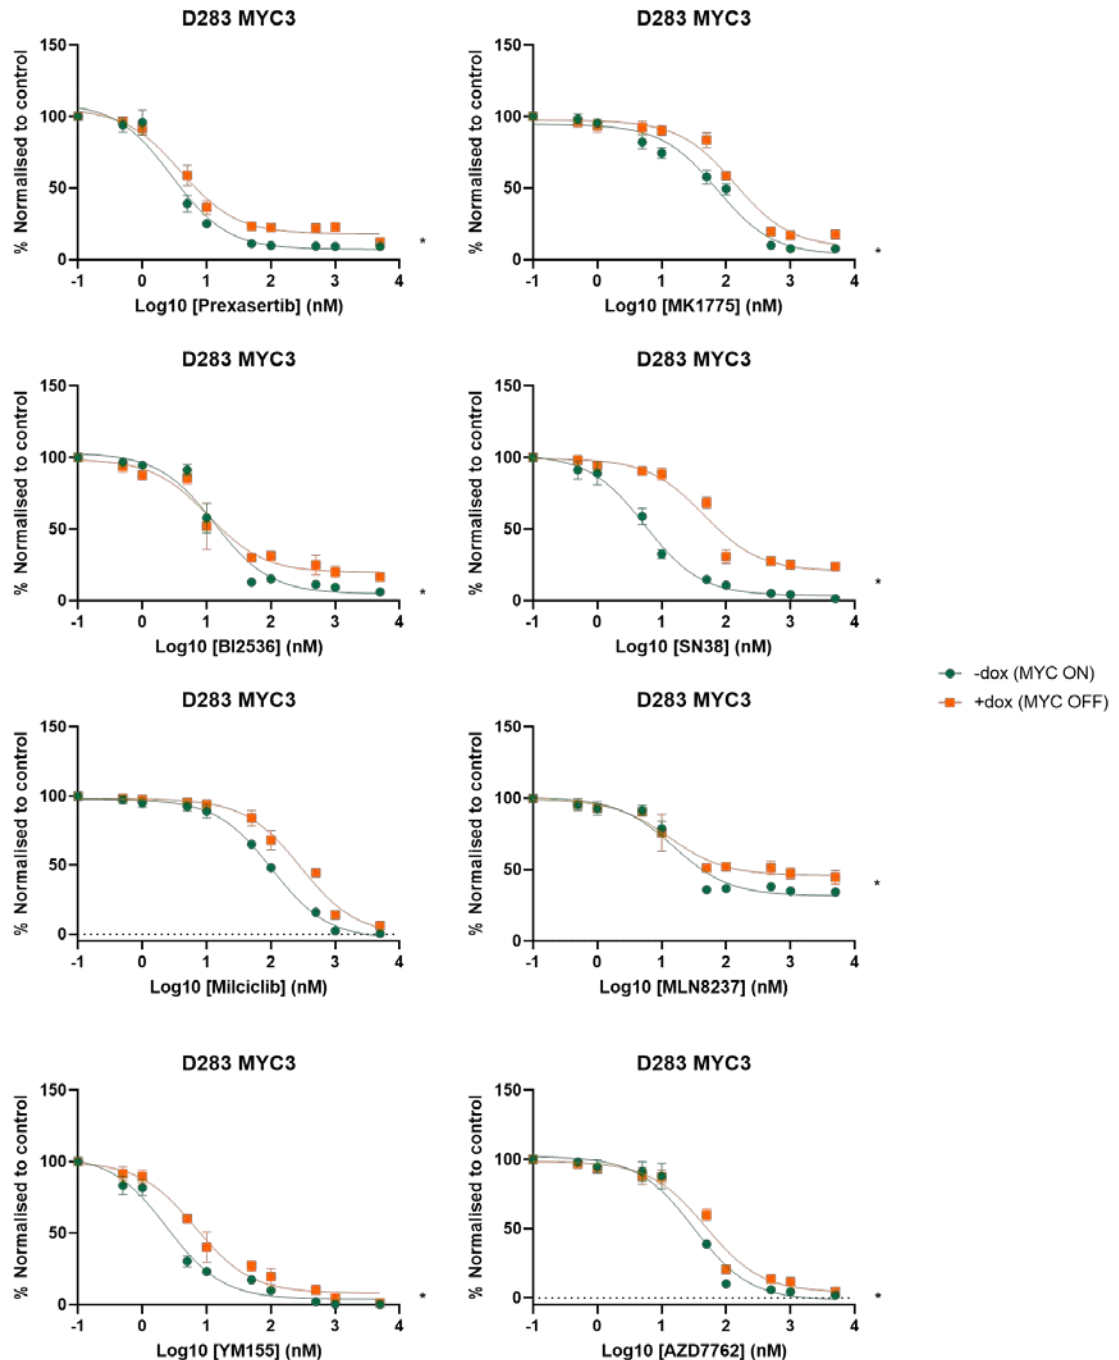 D283 MYC3
% Normalised to control
150
100
50
0
-1 0 1 2 3 4
Log10 [Prexasertib] (nM)
*
D283 MYC3
% Normalised to control
150
100
50
0
-1 0 1 2 3 4
Log10 [MK1775] (nM)
*
D283 MYC3
% Normalised to control
150
100
50
0
-1 0 1 2 3 4
Log10 [BI2536] (nM)
*
D283 MYC3
% Normalised to control
150
100
50
0
-1 0 1 2 3 4
Log10 [SN38] (nM)
*
-dox (MYC ON)
+dox (MYC OFF)
D283 MYC3
% Normalised to control
150
100
50
0
-1 0 1 2 3 4
Log10 [Milciclib] (nM)
D283 MYC3
% Normalised to control
150
100
50
0
-1 0 1 2 3 4
Log10 [MLN8237] (nM)
*
D283 MYC3
% Normalised to control
150
100
50
0
-1 0 1 2 3 4
Log10 [YM155] (nM)
*
D283 MYC3
% Normalised to control
150
100
50
0
-1 0 1 2 3 4
Log10 [AZD7762] (nM)
*